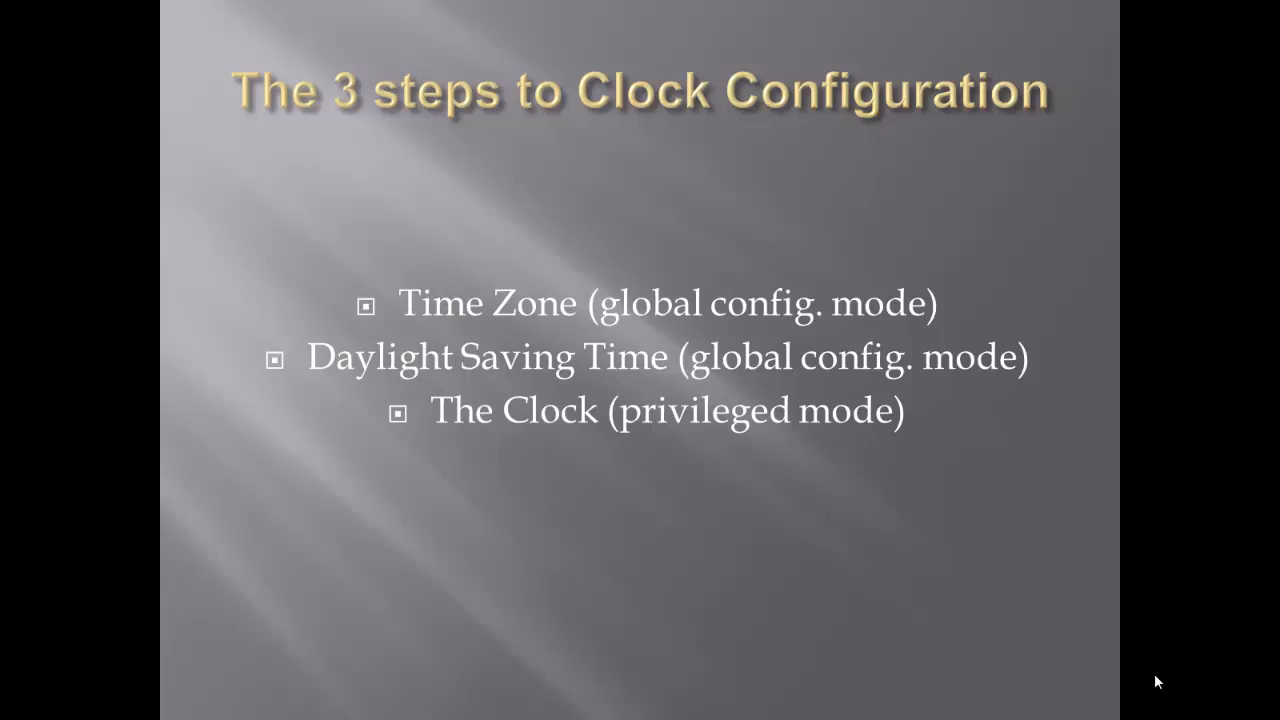 The 3 steps to Clock Configuration
Time Zone (global config. mode)
Daylight Saving Time (global config. mode)
The Clock (privileged mode)